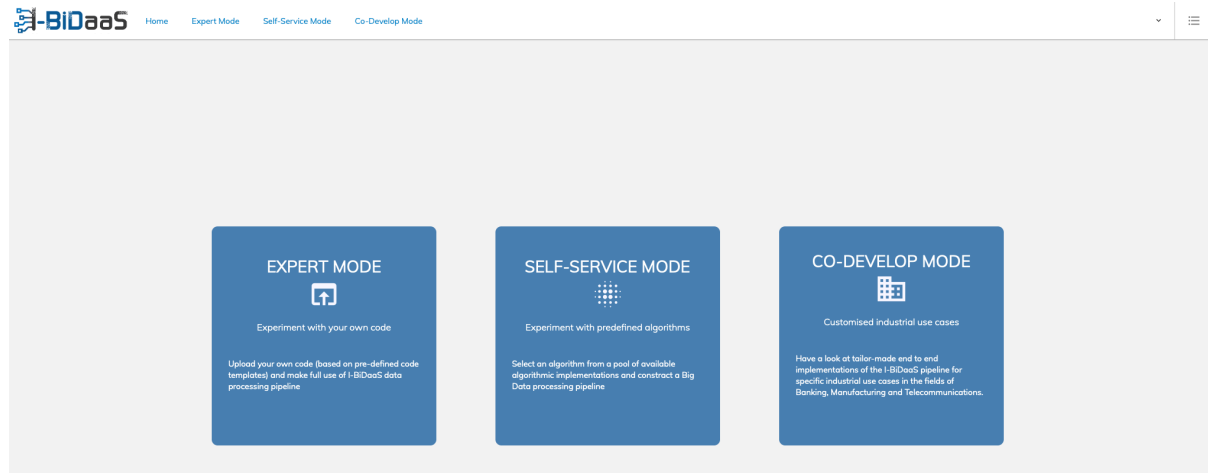 I-BiDaaS Home Expert Mode Self-Service Mode Co-Develop Mode
EXPERT MODE
Experiment with your own code
Upload your own code (based on pre-defined code
templates) and make full use of I-BiDaaS data
processing pipeline
SELF-SERVICE MODE
Experiment with predefined algorithms
Select an algorithm from a pool of available
algorithmic implementations and constract a Big
Data processing pipeline
CO-DEVELOP MODE
Customised industrial use cases
Have a look at tailor-made end to end
implementations of the I-BiDaaS pipeline for
specific industrial use cases in the fields of
Banking, Manufacturing and Telecommunications.